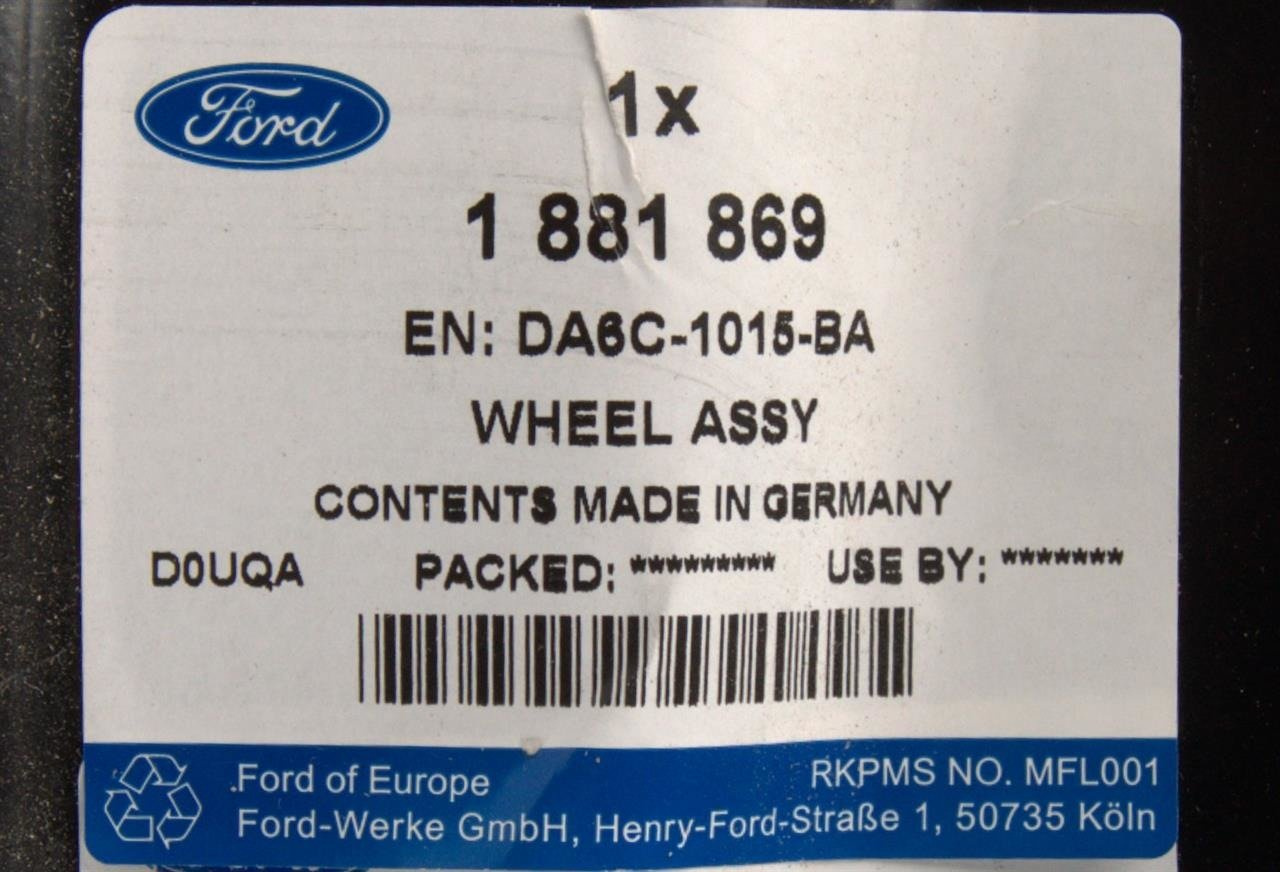 Ford
1x
1 881 869
EN: DA6C-1015-BA
WHEEL ASSY
CONTENTS MADE IN GERMANY
D0UQA PACKED: ********* USE BY: *******
.Ford of Europe RKPMS NO. MFL001
Ford-Werke GmbH, Henry-Ford-Straße 1, 50735 Köln